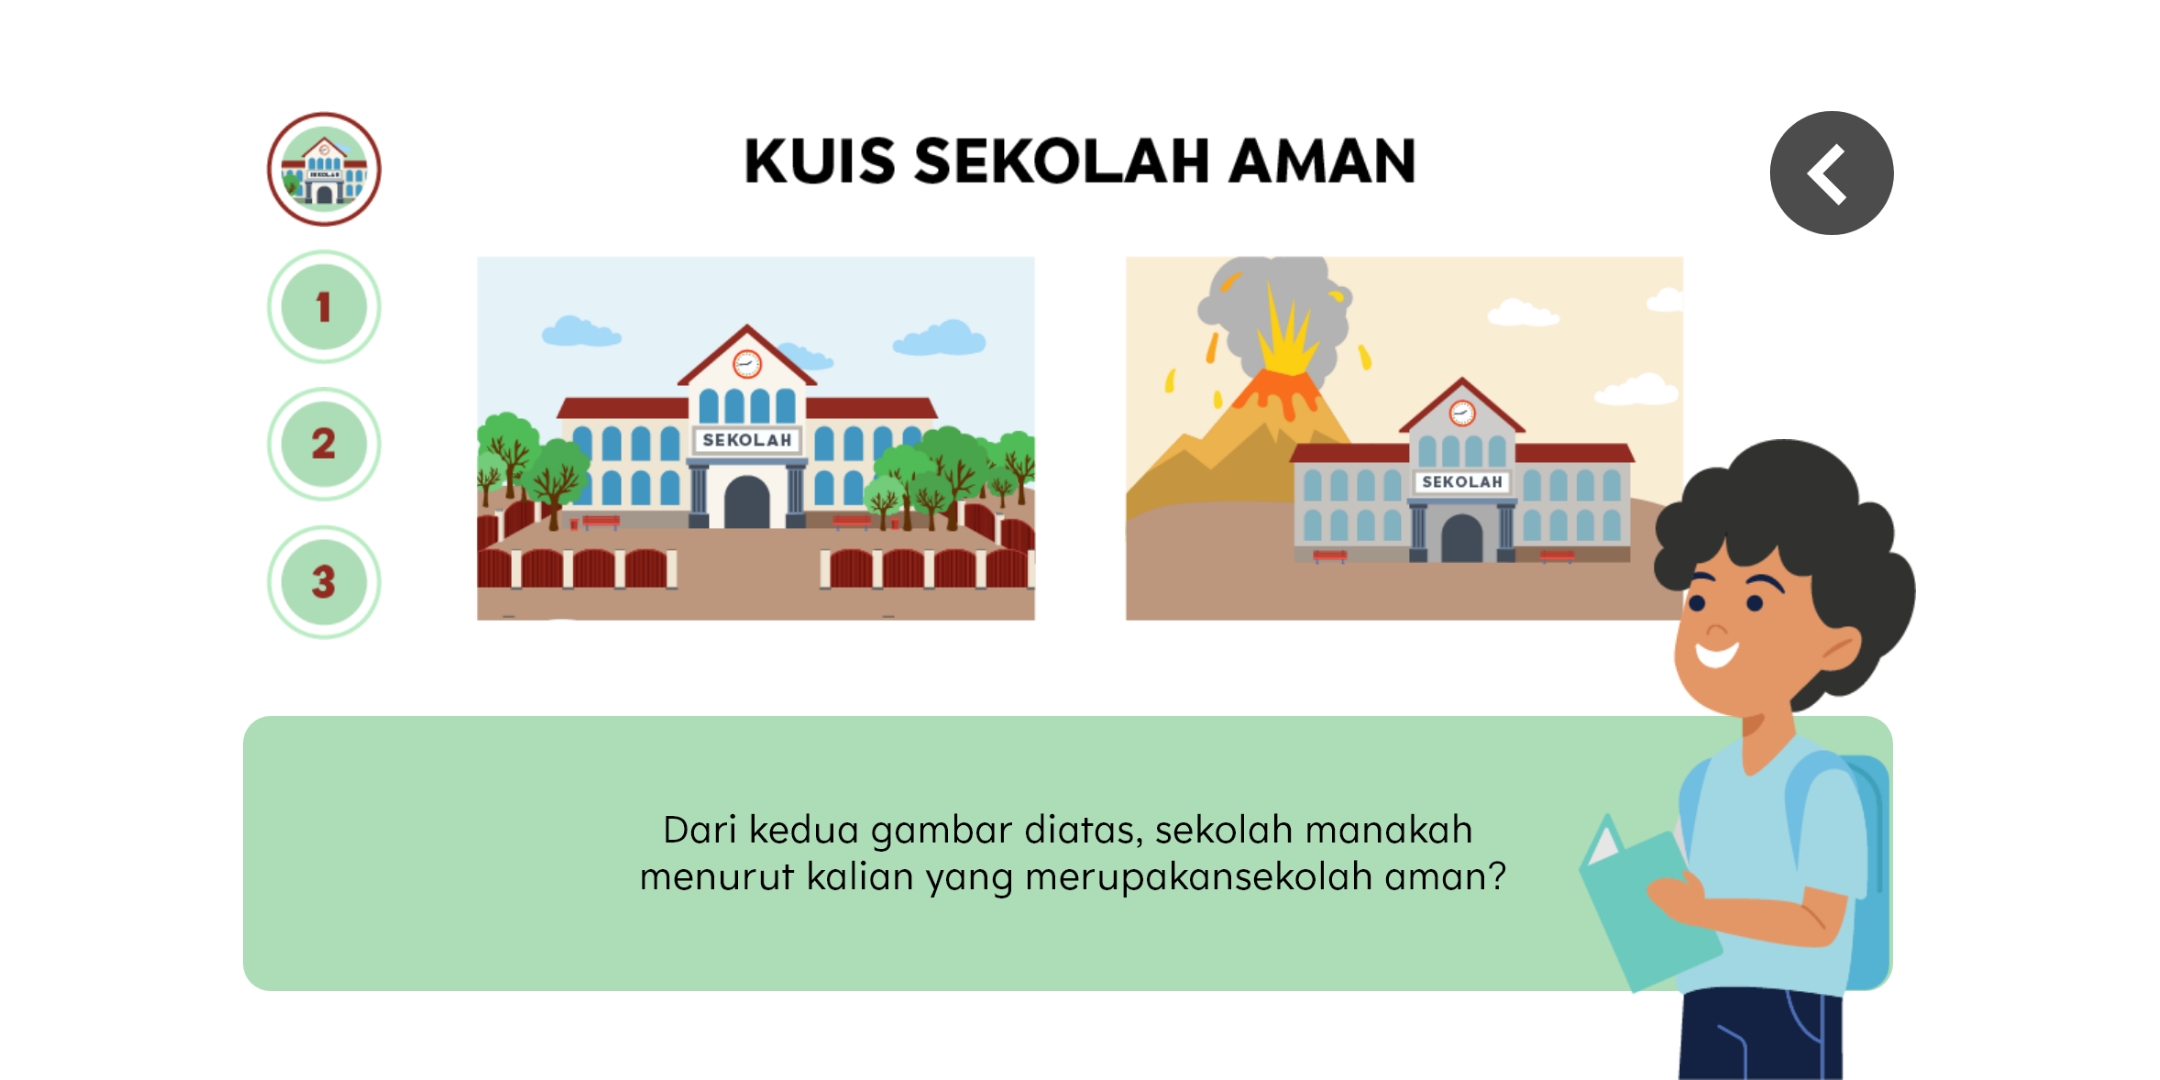 KUIS SEKOLAH AMAN
1
2
3
SEKOLAH
SEKOLAH
Dari kedua gambar diatas, sekolah manakah
menurut kalian yang merupakansekolah aman?